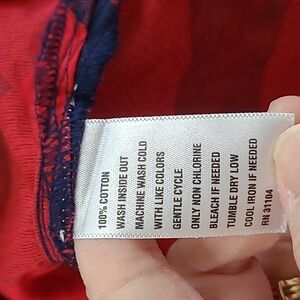 100% COTTON
WASH INSIDE OUT
MACHINE WASH COLD
WITH LIKE COLORS
GENTLE CYCLE
ONLY NON CHLORINE
BLEACH IF NEEDED
TUMBLE DRY LOW
COOL IRON IF NEEDED
RN 31104